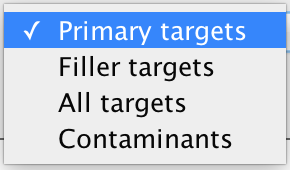 ✓ Primary targets
Filler targets
All targets
Contaminants